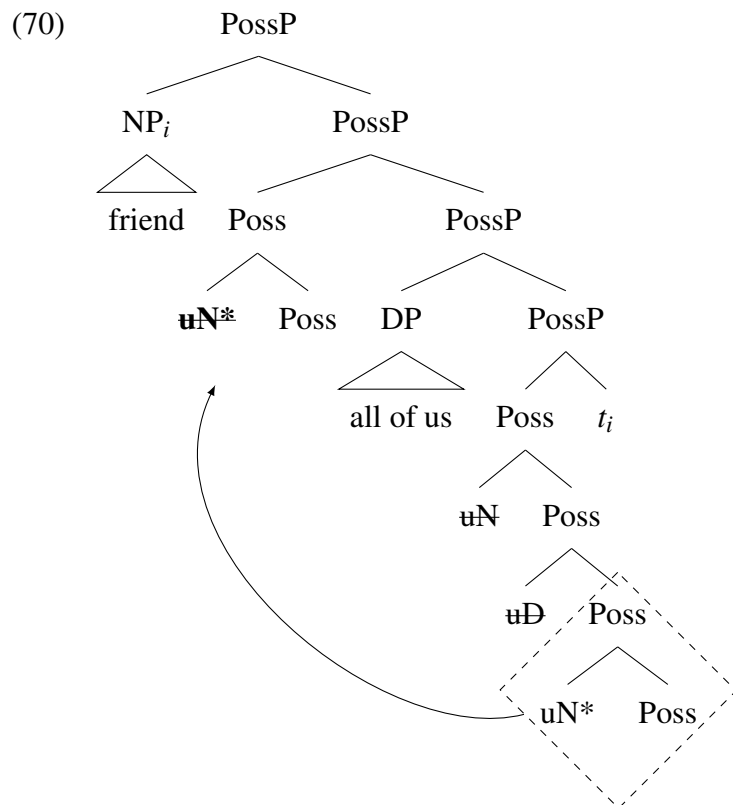 (70) PossP
NPi PossP
friend Poss PossP
uN* Poss DP PossP
all of us Poss ti
uN Poss
uD Poss
uN* Poss